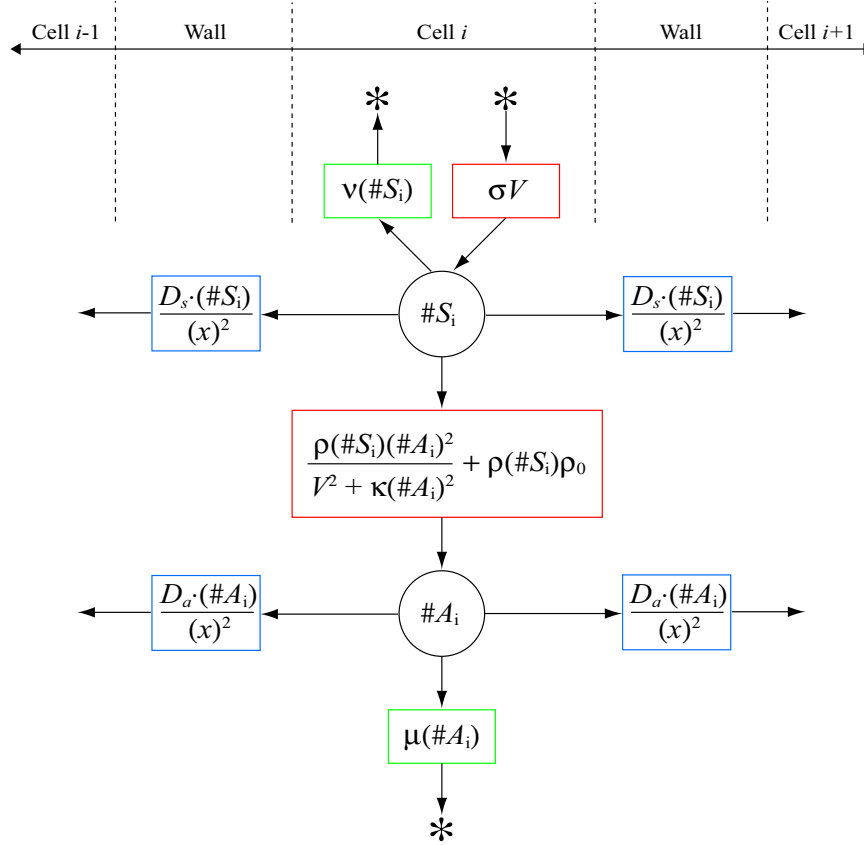 Cell i-1 Wall Cell i Wall Cell i+1
* *
ν(#Sᵢ) σV
Dₛ·(#Sᵢ) #Sᵢ Dₛ·(#Sᵢ)
(x)² (x)²
ρ(#Sᵢ)(#Aᵢ)² + ρ(#Sᵢ)ρ₀
V² + κ(#Aᵢ)²
Dₐ·(#Aᵢ) #Aᵢ Dₐ·(#Aᵢ)
(x)² (x)²
μ(#Aᵢ)
*